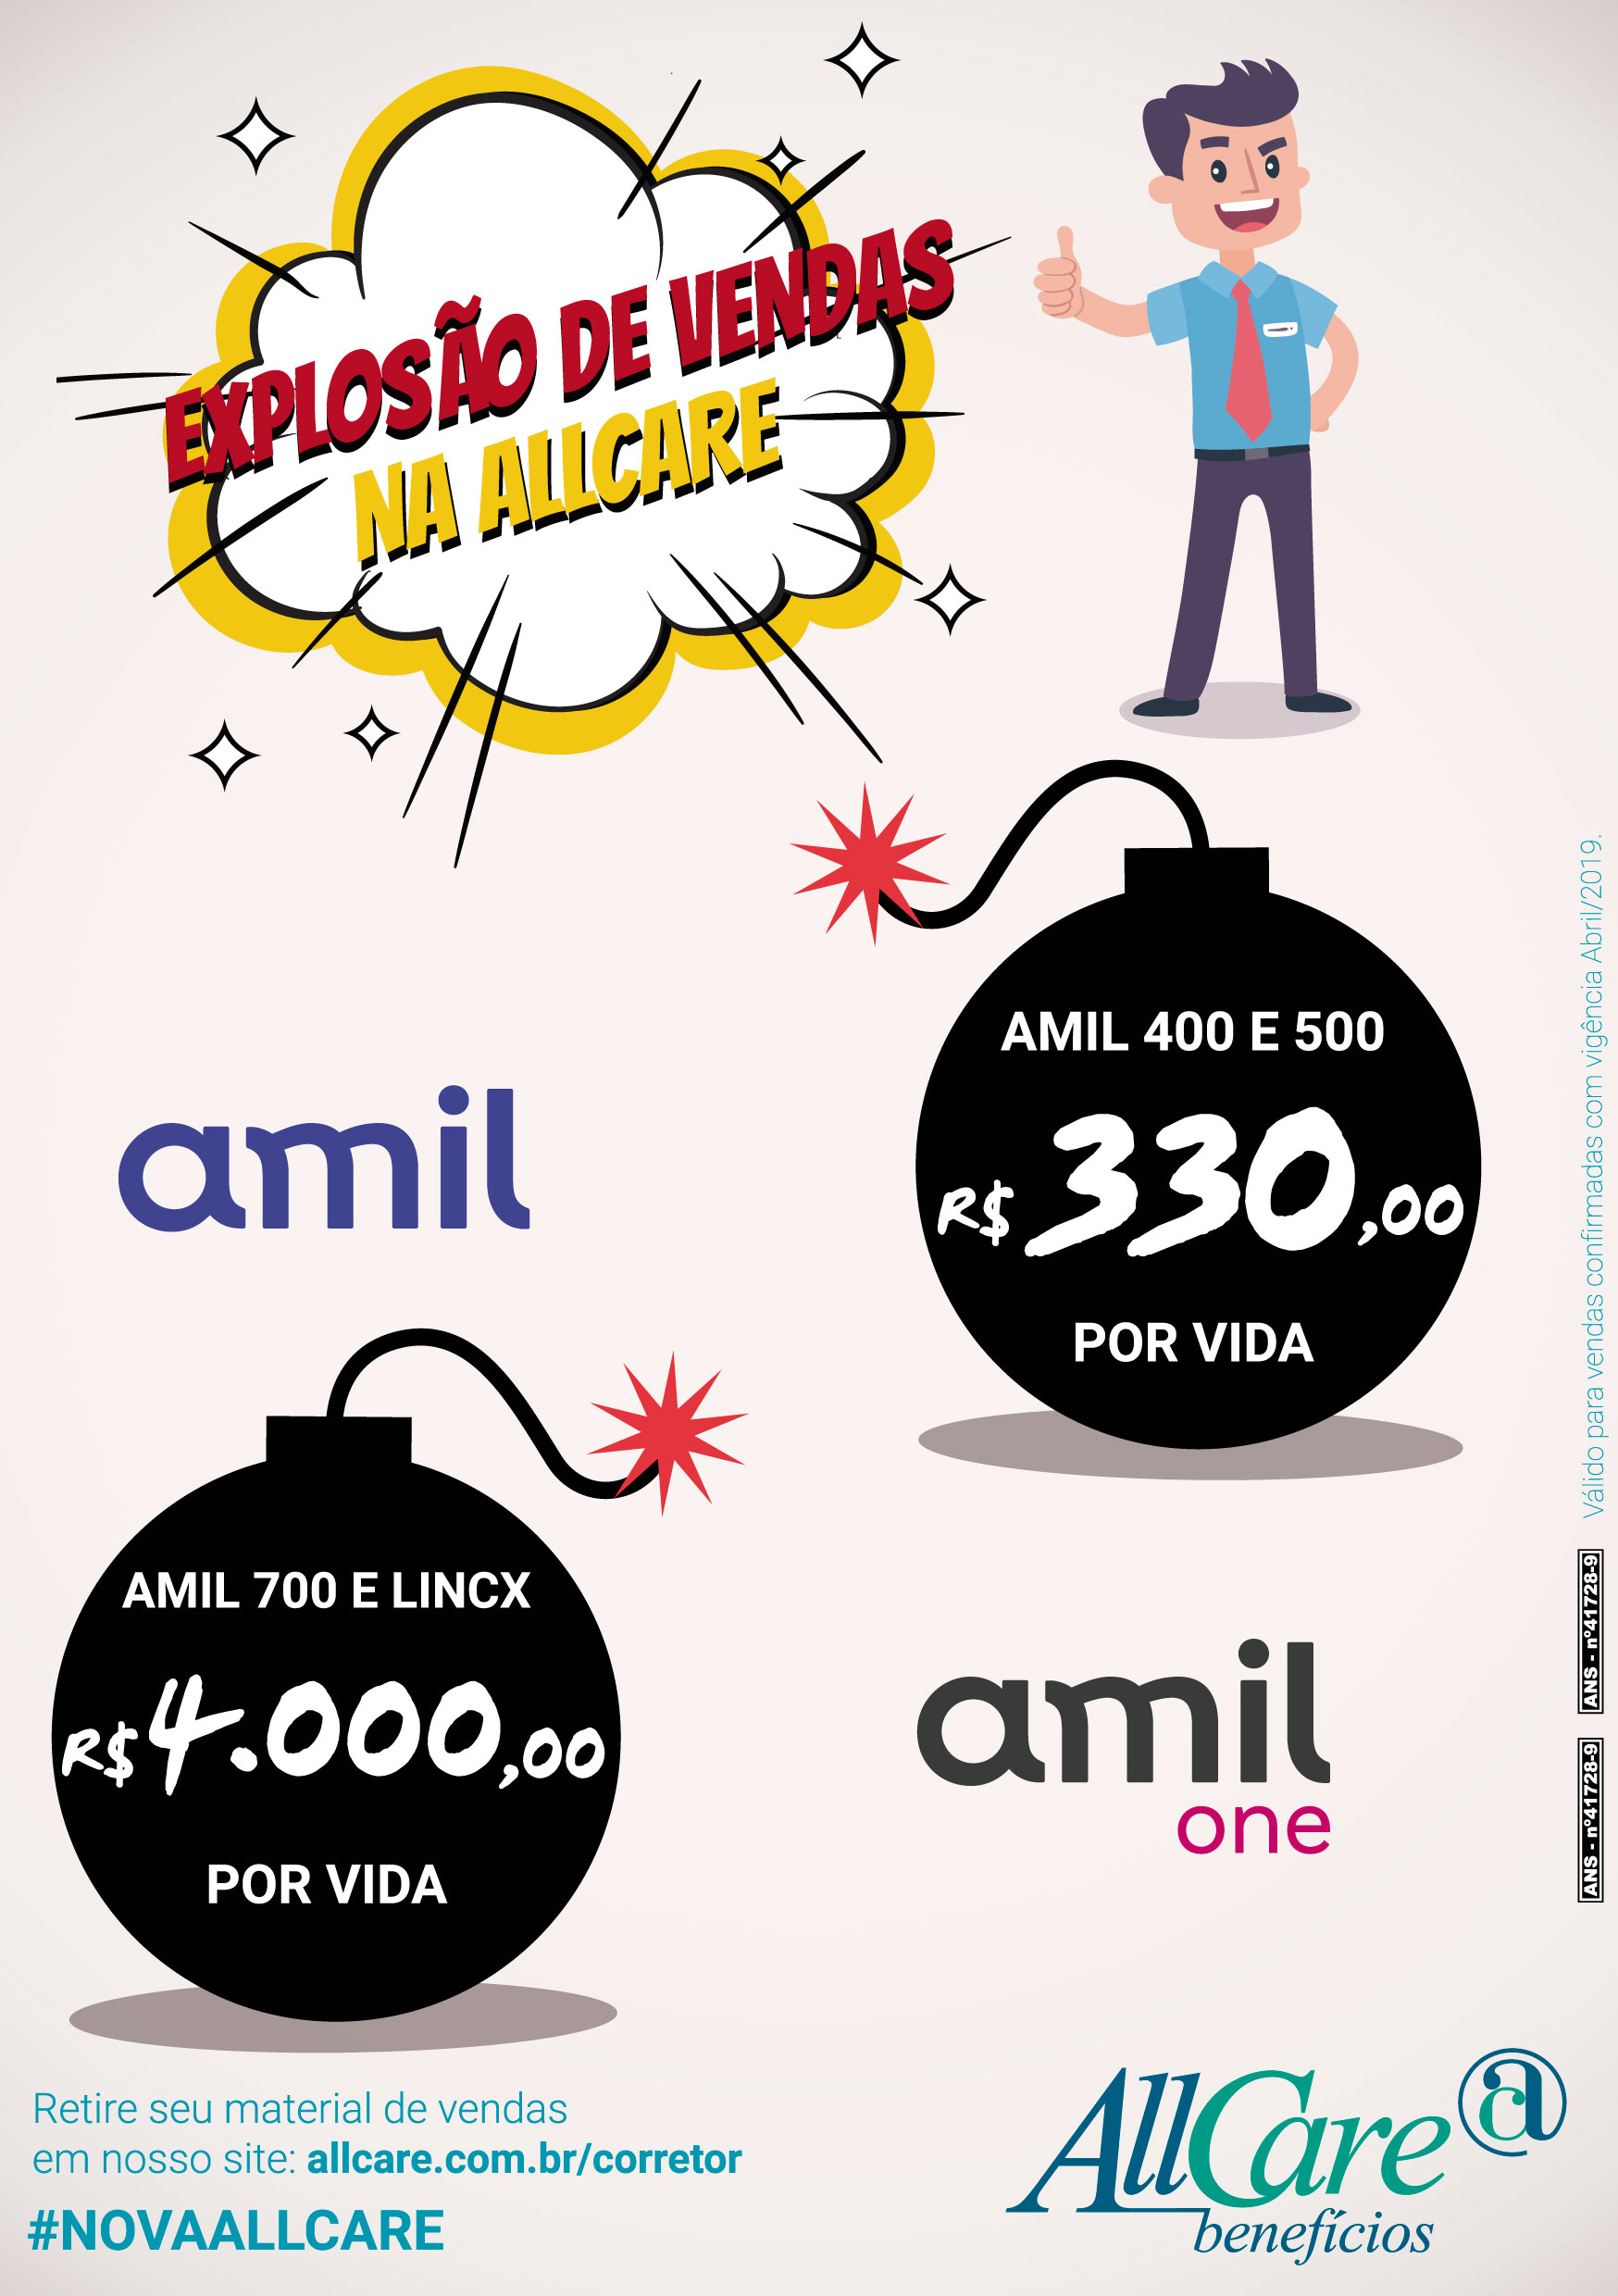 EXPLOSÃO DE VENDAS
NA ALLCARE
amil
AMIL 400 E 500
R$ 330,00
POR VIDA
AMIL 700 E LINCX
R$ 4.000,00
POR VIDA
amil
one
Válido para vendas confirmadas com vigência Abril/2019.
ANS - nº41728-9
ANS - nº41728-9
Retire seu material de vendas
em nosso site: allcare.com.br/corretor
#NOVAALLCARE
AllCare
benefícios